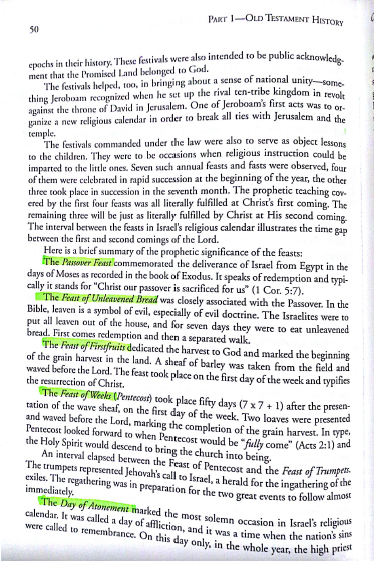 PART 1—OLD TESTAMENT HISTORY
50
epochs in their history. These festivals were also intended to be public acknowledg-
ment that the Promised Land belonged to God.
The festivals helped, too, in bringing about a sense of national unity—some-
thing Jeroboam recognized when he set up the rival ten-tribe kingdom in revolt
against the throne of David in Jerusalem. One of Jeroboam's first acts was to or-
ganize a new religious calendar in order to break all ties with Jerusalem and the
temple.
The festivals commanded under the law were also to serve as object lessons
to the children. They were to be occasions when religious instruction could be
imparted to the little ones. Seven such annual feasts and fasts were observed, four
of them were celebrated in rapid succession at the beginning of the year, the other
three took place in succession in the seventh month. The prophetic teaching cov-
ered by the first four feasts was all literally fulfilled at Christ's first coming. The
remaining three will be just as literally fulfilled by Christ at His second coming.
The interval between the feasts in Israel's religious calendar illustrates the time gap
between the first and second comings of the Lord.
Here is a brief summary of the prophetic significance of the feasts:
The Passover Feast commemorated the deliverance of Israel from Egypt in the
days of Moses as recorded in the book of Exodus. It speaks of redemption and typi-
cally it stands for "Christ our passover is sacrificed for us" (1 Cor. 5:7).
The Feast of Unleavened Bread was closely associated with the Passover. In the
Bible, leaven is a symbol of evil, especially of evil doctrine. The Israelites were to
put all leaven out of the house, and for seven days they were to eat unleavened
bread. First comes redemption and then a separated walk.
The Feast of Firstfruits dedicated the harvest to God and marked the beginning
of the grain harvest in the land. A sheaf of barley was taken from the field and
waved before the Lord. The feast took place on the first day of the week and typifies
the resurrection of Christ.
The Feast of Weeks (Pentecost) took place fifty days (7 x 7 + 1) after the presen-
tation of the wave sheaf, on the first day of the week. Two loaves were presented
and waved before the Lord, marking the completion of the grain harvest. In type,
Pentecost looked forward to when Pentecost would be "fully come" (Acts 2:1) and
the Holy Spirit would descend to bring the church into being.
An interval elapsed between the Feast of Pentecost and the Feast of Trumpets.
The trumpets represented Jehovah's call to Israel, a herald for the ingathering of the
exiles. The regathering was in preparation for the two great events to follow almost
immediately.
The Day of Atonement marked the most solemn occasion in Israel's religious
calendar. It was called a day of affliction, and it was a time when the nation's sins
were called to remembrance. On this day only, in the whole year, the high priest